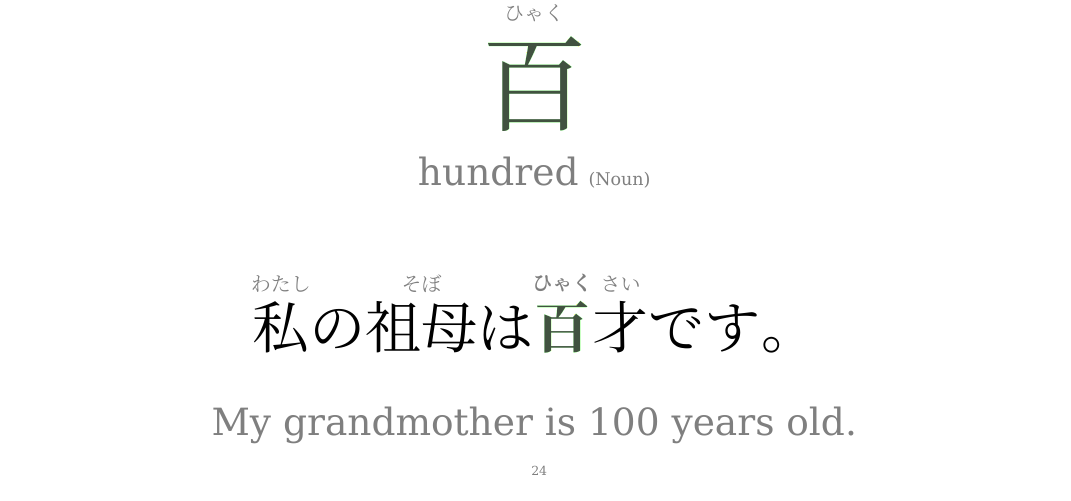 ひゃく
百
hundred (Noun)
わたし そぼ ひゃく さい
私の祖母は百才です。
My grandmother is 100 years old.
24